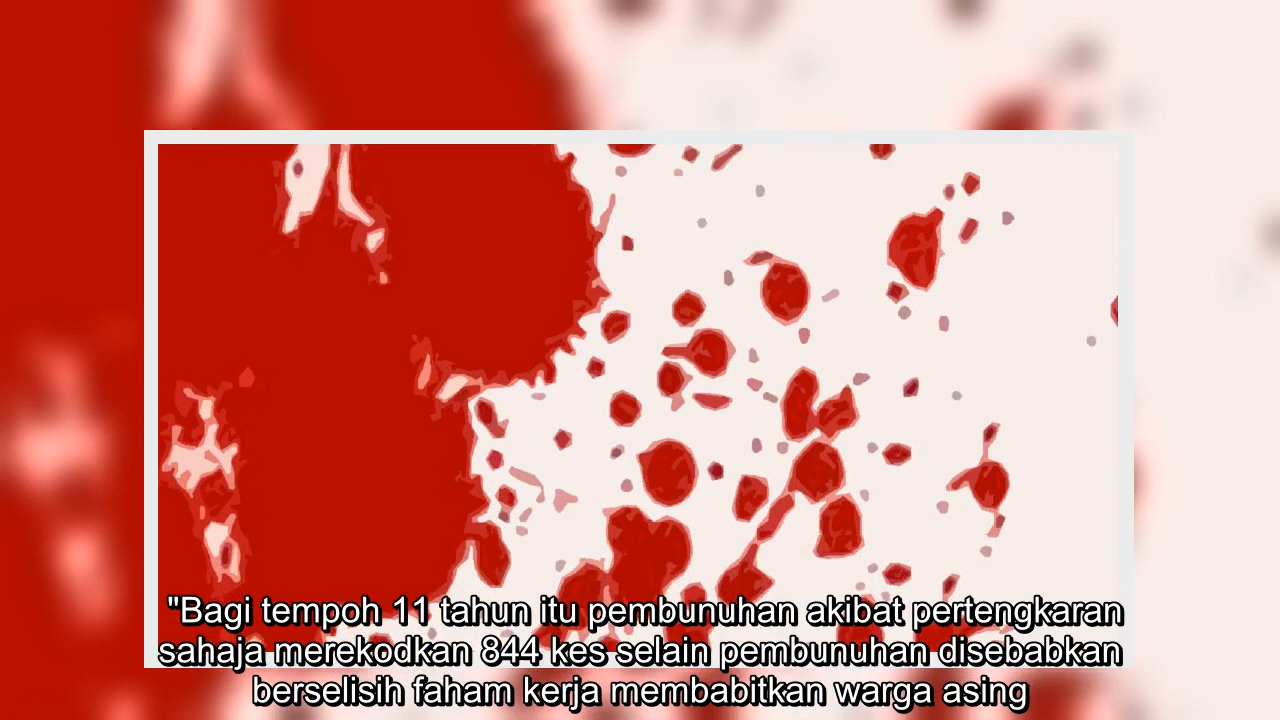 "Bagi tempoh 11 tahun itu pembunuhan akibat pertengkaran
sahaja merekodkan 844 kes selain pembunuhan disebabkan
berselisih faham kerja membabitkan warga asing